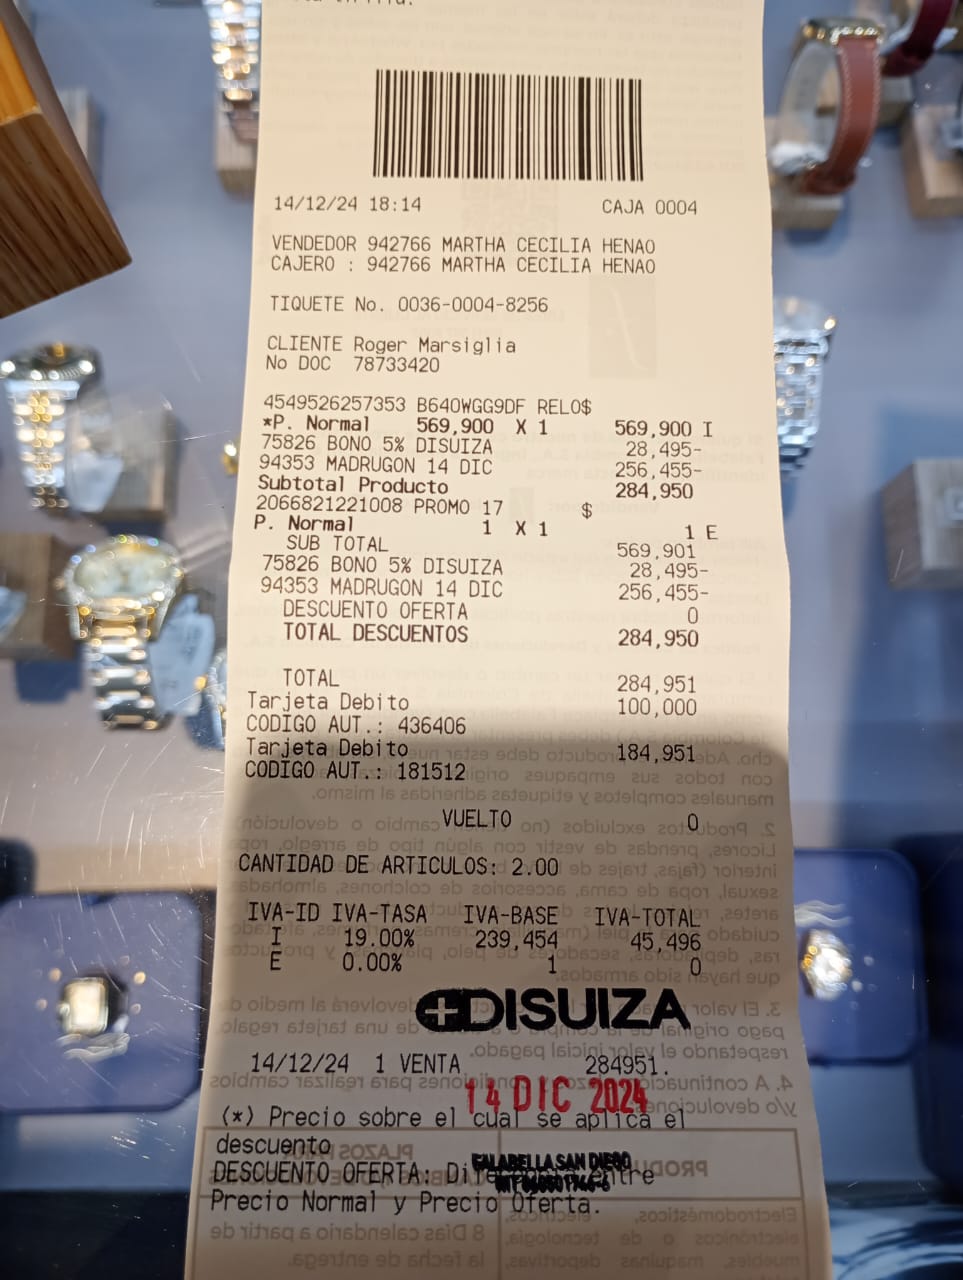 14/12/24 18:14 CAJA 0004
VENDEDOR 942766 MARTHA CECILIA HENAO
CAJERO : 942766 MARTHA CECILIA HENAO
TIQUETE No. 0036-0004-8256
CLIENTE Roger Marsiglia
No DOC 78733420
4549526257353 B640WGG9DF RELO$
*P. Normal 569,900 X 1 569,900 I
75826 BONO 5% DISUIZA 28,495-
94353 MADRUGON 14 DIC 256,455-
Subtotal Producto 284,950
2066821221008 PROMO 17 $
P. Normal 1 X 1 1 E
SUB TOTAL 569,901
75826 BONO 5% DISUIZA 28,495-
94353 MADRUGON 14 DIC 256,455-
DESCUENTO OFERTA 0
TOTAL DESCUENTOS 284,950
TOTAL 284,951
Tarjeta Debito 100,000
CODIGO AUT.: 436406
Tarjeta Debito 184,951
CODIGO AUT.: 181512
VUELTO 0
CANTIDAD DE ARTICULOS: 2.00
IVA-ID IVA-TASA IVA-BASE IVA-TOTAL
I 19.00% 239,454 45,496
E 0.00% 1 0
DISUIZA
14/12/24 1 VENTA 284951.
14 DIC 2024
(*) Precio sobre el cual se aplica el
descuento
FALABELLA SAN DIEGO
DESCUENTO OFERTA: Diferencia entre
Precio Normal y Precio Oferta.